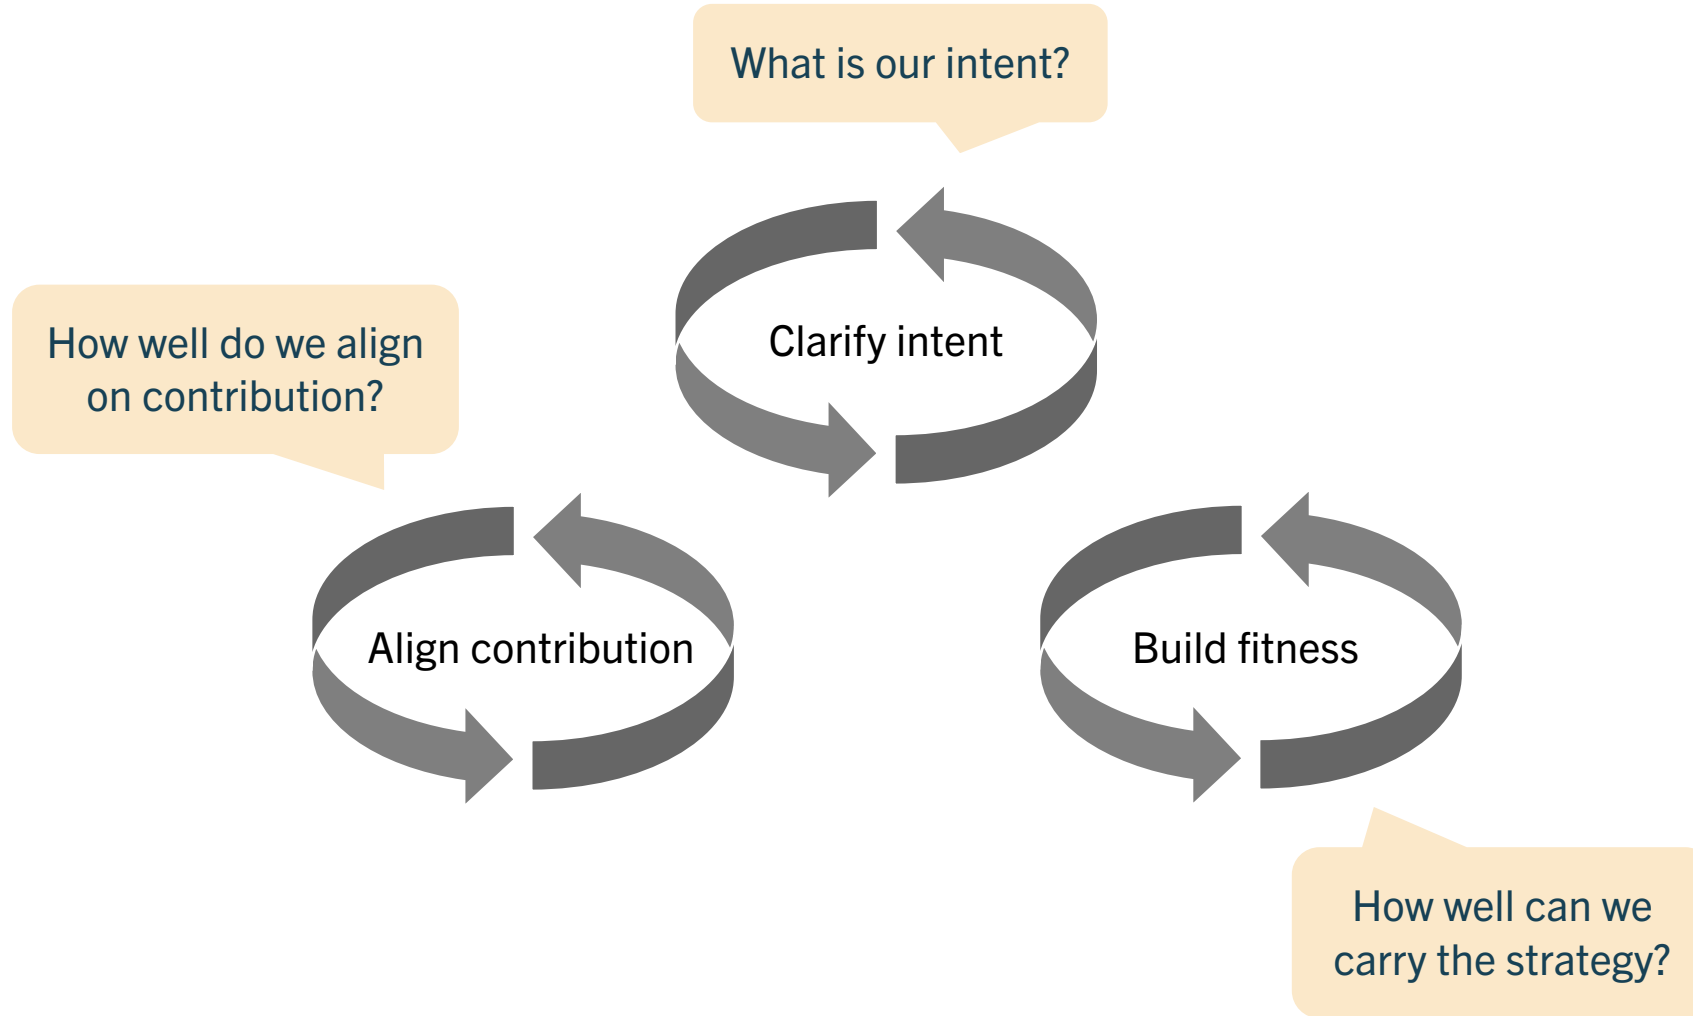 What is our intent?
Clarify intent
How well do we align
on contribution?
Align contribution
Build fitness
How well can we
carry the strategy?